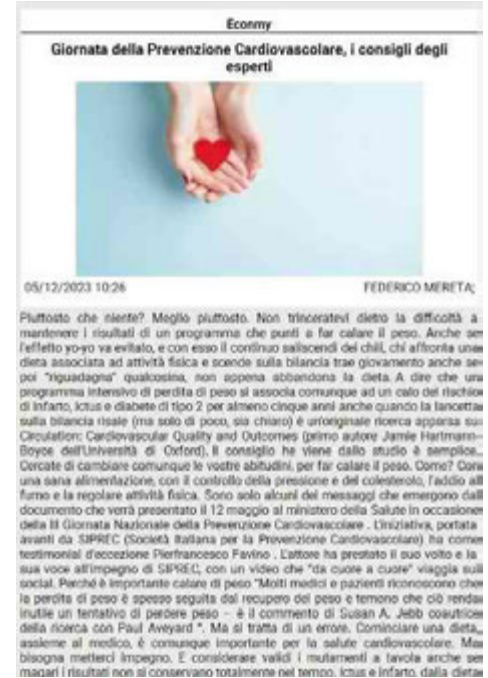 Econmy
Giornata della Prevenzione Cardiovascolare, i consigli degli
esperti
05/12/2023 10:26 FEDERICO MERETA;
Piuttosto che niente? Meglio piuttosto. Non trinceratevi dietro la difficoltà a
mantenere i risultati di un programma che punti a far calare il peso. Anche se
l'effetto yo-yo va evitato, e con esso il continuo saliscendi dei chili, chi affronta una
dieta associata ad attività fisica e scende sulla bilancia trae giovamento anche se
poi "riguadagna" qualcosina, non appena abbandona la dieta. A dire che un
programma intensivo di perdita di peso si associa comunque ad un calo del rischio
di infarto, ictus e diabete di tipo 2 per almeno cinque anni anche quando la lancetta
sulla bilancia risale (ma solo di poco, sia chiaro) è un'originale ricerca apparsa su
Circulation: Cardiovascular Quality and Outcomes (primo autore Jamie Hartmann-
Boyce dell'Università di Oxford). Il consiglio he viene dallo studio è semplice.
Cercate di cambiare comunque le vostre abitudini, per far calare il peso. Come? Con
una sana alimentazione, con il controllo della pressione e del colesterolo, l'addio al
fumo e la regolare attività fisica. Sono solo alcuni dei messaggi che emergono dal
documento che verrà presentato il 12 maggio al ministero della Salute in occasione
della III Giornata Nazionale della Prevenzione Cardiovascolare . L'iniziativa, portata
avanti da SIPREC (Società Italiana per la Prevenzione Cardiovascolare) ha come
testimonial d'eccezione Pierfrancesco Favino . L'attore ha prestato il suo volto e la
sua voce all'impegno di SIPREC, con un video che "da cuore a cuore" viaggia sui
social. Perché è importante calare di peso "Molti medici e pazienti riconoscono che
la perdita di peso è spesso seguita dal recupero del peso e temono che ciò renda
inutile un tentativo di perdere peso – è il commento di Susan A. Jebb coautrice
della ricerca con Paul Aveyard ". Ma si tratta di un errore. Cominciare una dieta,
assieme al medico, è comunque importante per la salute cardiovascolare. Ma
bisogna metterci impegno. E considerare validi i mutamenti a tavola anche se
magari i risultati non si conservano totalmente nel tempo. Ictus e infarto, dalla dieta